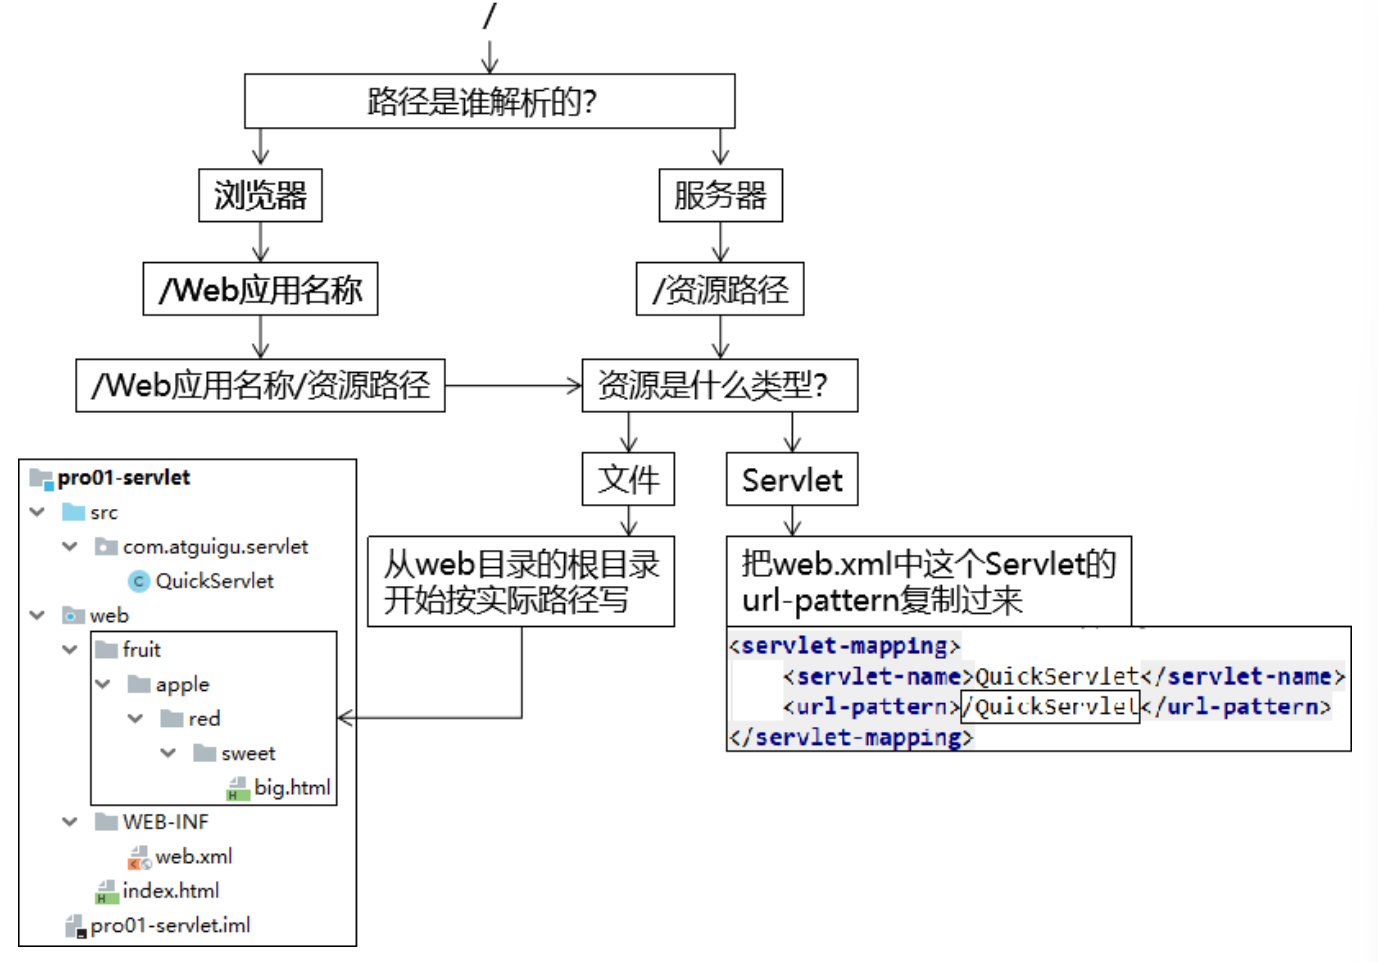 /
路径是谁解析的?
浏览器
服务器
/Web应用名称
/资源路径
/Web应用名称/资源路径
资源是什么类型?
文件
Servlet
从web目录的根目录
开始按实际路径写
把web.xml中这个Servlet的
url-pattern复制过来
<servlet-mapping>
<servlet-name>QuickServlet</servlet-name>
<url-pattern>/QuickServlet</url-pattern>
</servlet-mapping>
pro01-servlet
src
com.atguigu.servlet
C QuickServlet
web
fruit
apple
red
sweet
H big.html
WEB-INF
web.xml
H index.html
pro01-servlet.iml